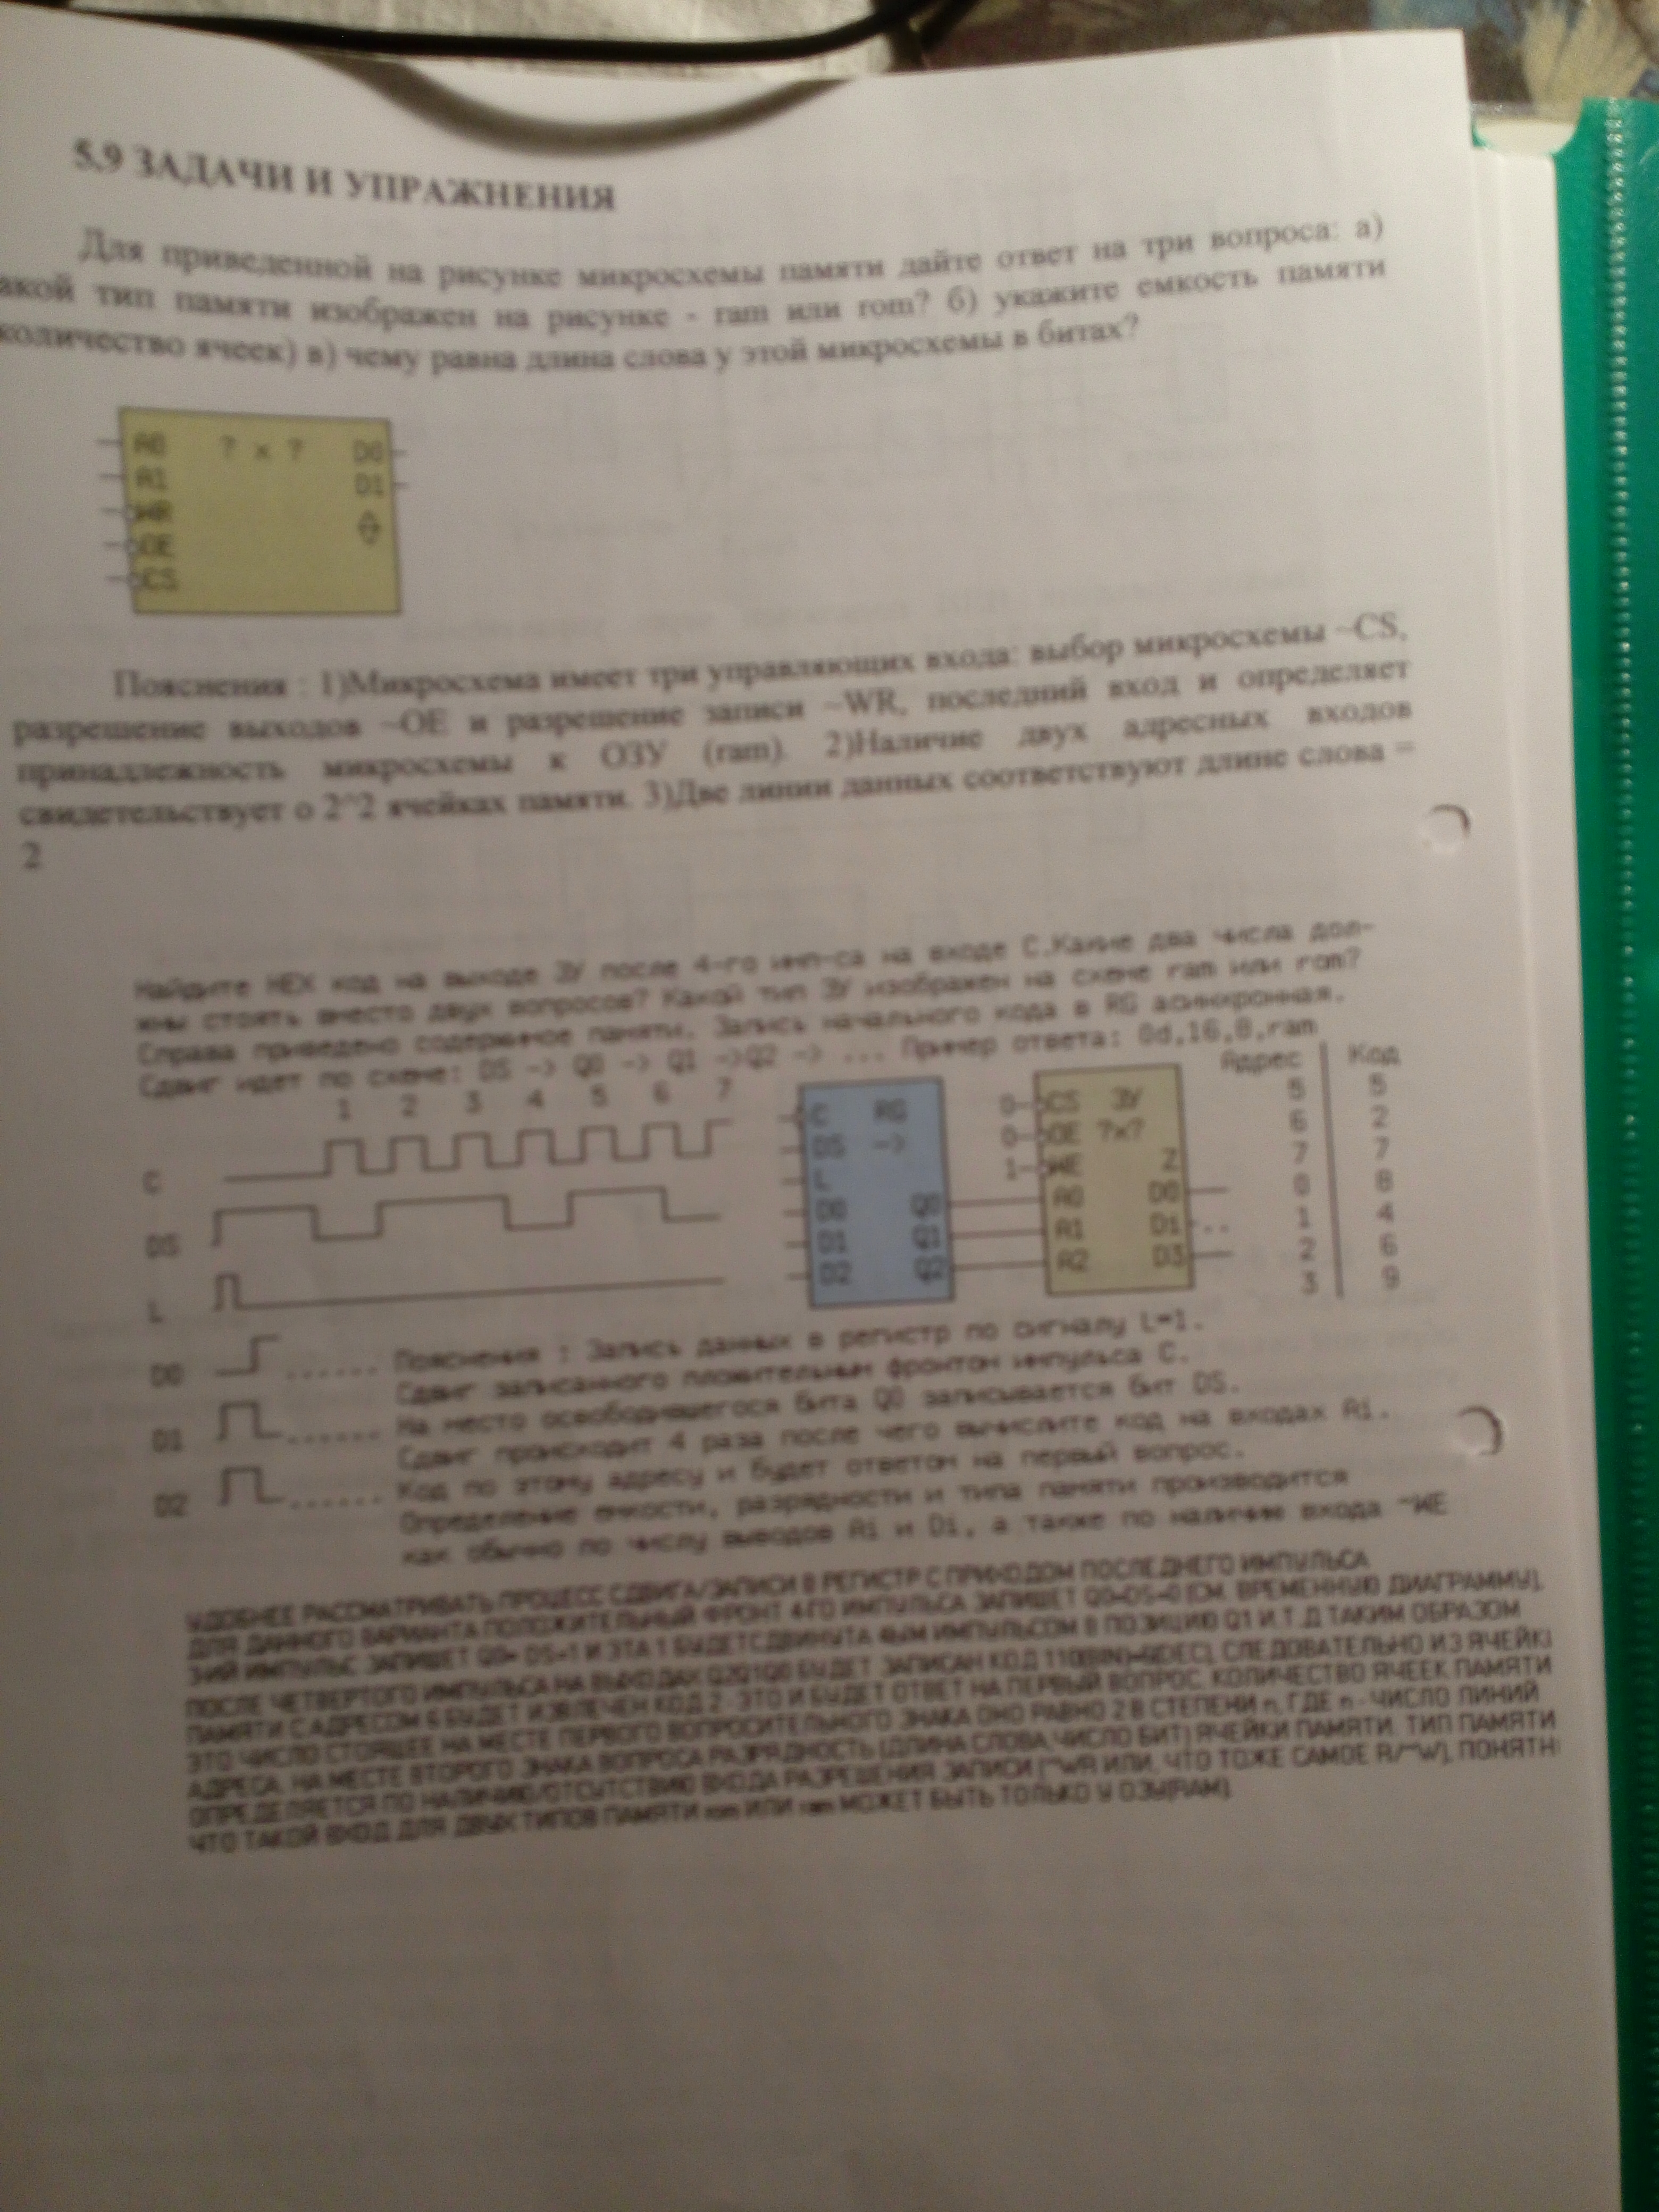 5.9 ЗАДАЧИ И УПРАЖНЕНИЯ
Для приведенной на рисунке микросхемы памяти дайте ответ на три вопроса: а)
акой тип памяти изображен на рисунке - ram или rom? б) укажите емкость памяти
количество ячеек) в) чему равна длина слова у этой микросхемы в битах?
A0 ? x ? D0
A1 D1
WR
OE
CS
Пояснения : 1)Микросхема имеет три управляющих входа: выбор микросхемы ~CS,
разрешение выходов ~OE и разрешение записи ~WR, последний вход и определяет
принадлежность микросхемы к ОЗУ (ram). 2)Наличие двух адресных входов
свидетельствует о 2^2 ячейках памяти. 3)Две линии данных соответствуют длине слова =
2
Найдите HEX код на выходе ЗУ после 4-го имп-са на входе C.Какие два числа дол-
жны стоять вместо двух вопросов? Какой тип ЗУ изображен на схеме ram или rom?
Справа приведено содержимое памяти. Запись начального кода в RG асинхронная.
Сдвиг идет по схеме: DS -> Q0 -> Q1 ->Q2 -> ... Пример ответа: 0d,16,8,ram
1 2 3 4 5 6 7
C
DS
L
D0
D1
D2
C RG
DS ->
L
D0 Q0
D1 Q1
D2 Q2
0 CS ЗУ
0 OE ?x?
1 WE Z
A0 D0
A1 D1 ..
A2 D3
Адрес Код
5 5
6 2
7 7
0 8
1 4
2 6
3 9
Пояснения : Запись данных в регистр по сигналу L=1.
Сдвиг записанного пложительным фронтом импульса C.
На место освободившегося бита Q0 записывается бит DS.
Сдвиг происходит 4 раза после чего вычислите код на входах Ai.
Код по этому адресу и будет ответом на первый вопрос.
Определение емкости, разрядности и типа памяти производится
как обычно по числу выводов Ai и Di, а также по наличию входа ~WE
УДОБНЕЕ РАССМАТРИВАТЬ ПРОЦЕСС СДВИГА/ЗАПИСИ В РЕГИСТР С ПРИХОДОМ ПОСЛЕДНЕГО ИМПУЛЬСА
ДЛЯ ДАННОГО ВАРИАНТА ПОЛОЖИТЕЛЬНЫЙ ФРОНТ 4-ГО ИМПУЛЬСА ЗАПИШЕТ Q0=DS=0 (СМ. ВРЕМЕННУЮ ДИАГРАММУ),
3-ИЙ ИМПУЛЬС ЗАПИШЕТ Q0= DS=1 И ЭТА 1 БУДЕТ СДВИНУТА 4ЫМ ИМПУЛЬСОМ В ПОЗИЦИЮ Q1 И Т.Д ТАКИМ ОБРАЗОМ
ПОСЛЕ ЧЕТВЕРТОГО ИМПУЛЬСА НА ВЫХОДАХ Q2Q1Q0 БУДЕТ ЗАПИСАН КОД 110(BIN)=6(DEC), СЛЕДОВАТЕЛЬНО ИЗ ЯЧЕЙКИ
ПАМЯТИ С АДРЕСОМ 6 БУДЕТ ИЗВЛЕЧЕН КОД 2 - ЭТО И БУДЕТ ОТВЕТ НА ПЕРВЫЙ ВОПРОС. КОЛИЧЕСТВО ЯЧЕЕК ПАМЯТИ
ЭТО ЧИСЛО СТОЯЩЕЕ НА МЕСТЕ ПЕРВОГО ВОПРОСИТЕЛЬНОГО ЗНАКА ОНО РАВНО 2 В СТЕПЕНИ n, ГДЕ n - ЧИСЛО ЛИНИЙ
АДРЕСА. НА МЕСТЕ ВТОРОГО ЗНАКА ВОПРОСА РАЗРЯДНОСТЬ (ДЛИНА СЛОВА,ЧИСЛО БИТ) ЯЧЕЙКИ ПАМЯТИ. ТИП ПАМЯТИ
ОПРЕДЕЛЯЕТСЯ ПО НАЛИЧИЮ/ОТСУТСТВИЮ ВХОДА РАЗРЕШЕНИЯ ЗАПИСИ (~WR ИЛИ, ЧТО ТОЖЕ САМОЕ R/~W), ПОНЯТН
ЧТО ТАКОЙ ВХОД ДЛЯ ДВУХ ТИПОВ ПАМЯТИ rom ИЛИ ram МОЖЕТ БЫТЬ ТОЛЬКО У ОЗУ(RAM).